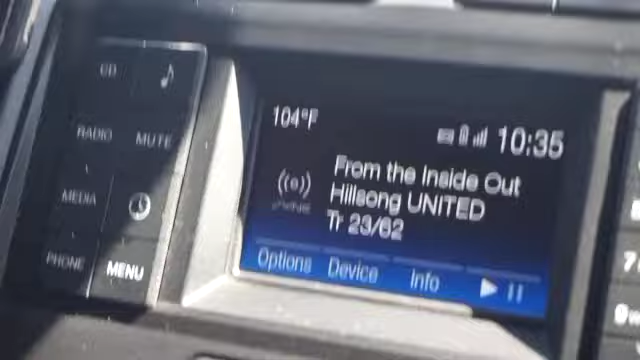 CD
RADIO MUTE
MEDIA
PHONE MENU
104°F
10:35
From the Inside Out
Hillsong UNITED
Tr 23/62
Options Device Info
7